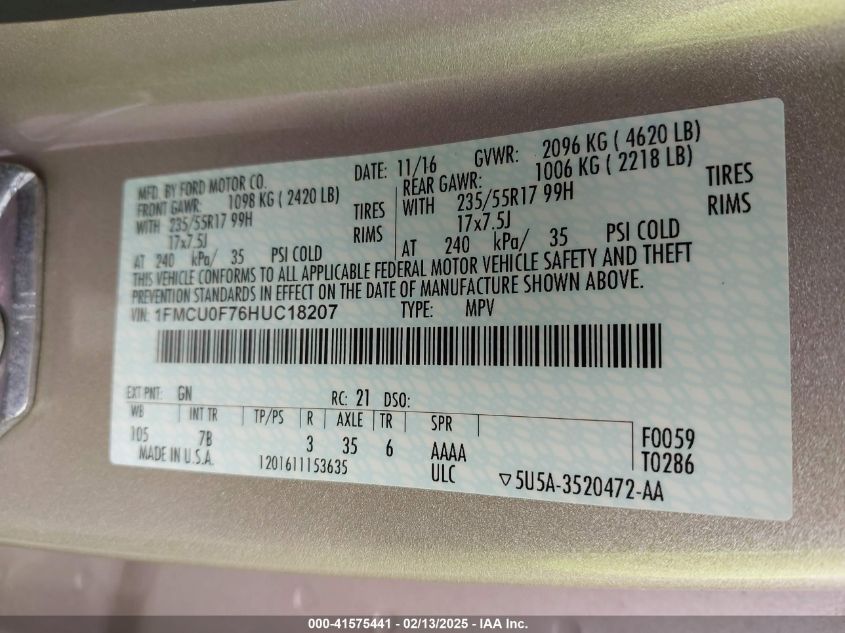 MFD. BY FORD MOTOR CO. DATE: 11/16 GVWR: 2096 KG ( 4620 LB)
FRONT GAWR: 1098 KG ( 2420 LB) REAR GAWR: 1006 KG ( 2218 LB)
WITH 235/55R17 99H TIRES WITH 235/55R17 99H TIRES
17x7.5J RIMS 17x7.5J RIMS
AT 240 kPa/ 35 PSI COLD AT 240 kPa/ 35 PSI COLD
THIS VEHICLE CONFORMS TO ALL APPLICABLE FEDERAL MOTOR VEHICLE SAFETY AND THEFT
PREVENTION STANDARDS IN EFFECT ON THE DATE OF MANUFACTURE SHOWN ABOVE.
VIN: 1FMCU0F76HUC18207 TYPE: MPV
EXT PNT: GN RC: 21 DSO:
WB INT TR TP/PS R AXLE TR SPR
105 7B 3 35 6 AAAA F0059
MADE IN U.S.A. 1201611153635 ULC T0286
▽5U5A-3520472-AA
000-41575441 - 02/13/2025 - IAA Inc.